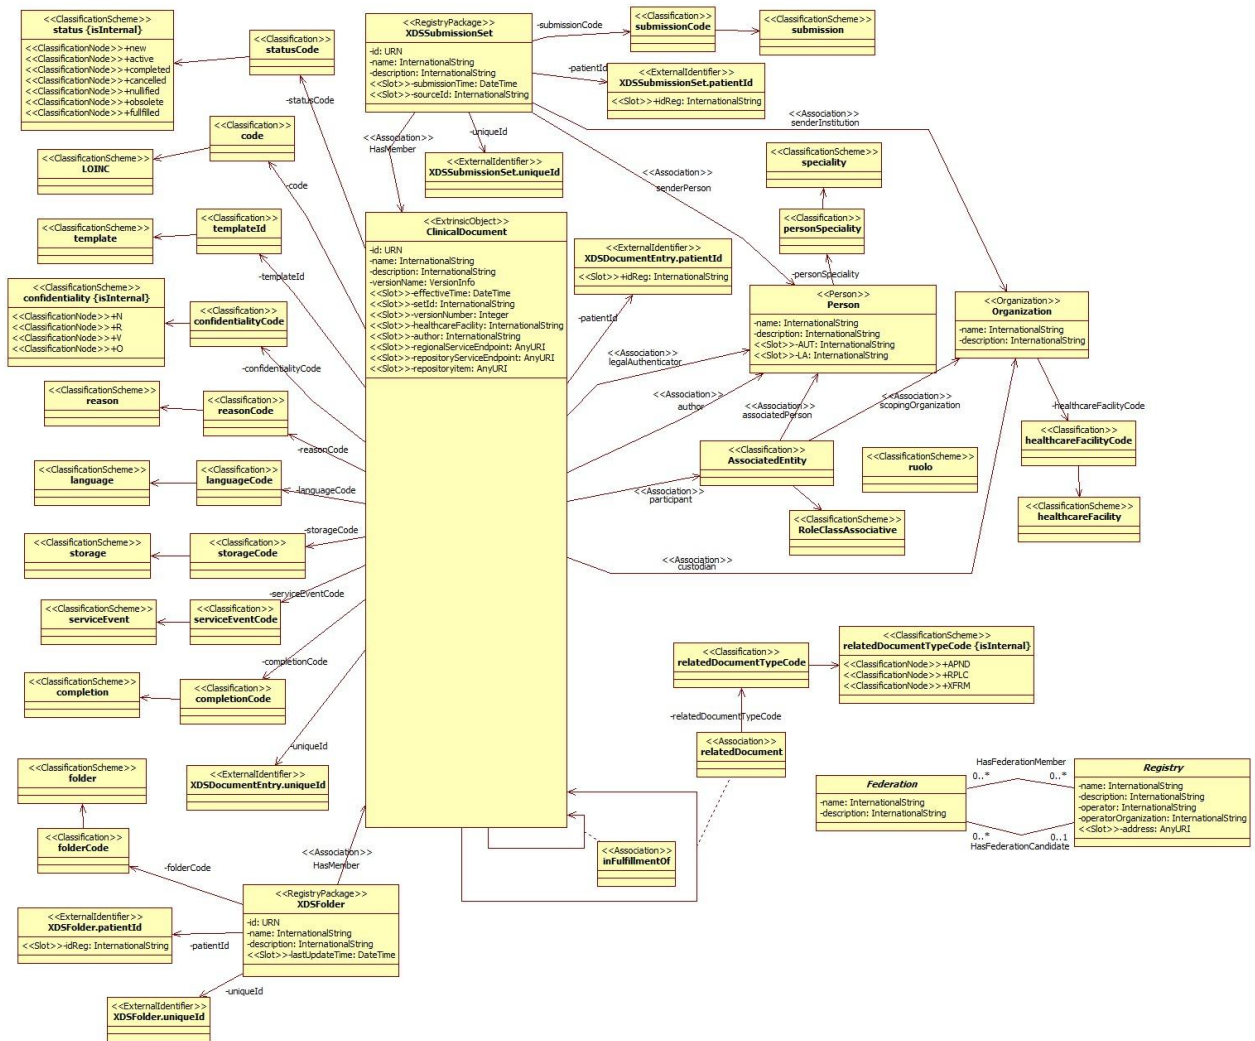 <<ClassificationScheme>>
status {isInternal}
<<ClassificationNode>>+new
<<ClassificationNode>>+active
<<ClassificationNode>>+completed
<<ClassificationNode>>+cancelled
<<ClassificationNode>>+nullified
<<ClassificationNode>>+obsolete
<<ClassificationNode>>+fullfilled
<<Classification>>
statusCode
-statusCode
<<RegistryPackage>>
XDSSubmissionSet
-id: URN
-name: InternationalString
-description: InternationalString
<<Slot>>-submissionTime: DateTime
<<Slot>>-sourceId: InternationalString
-submissionCode
<<Classification>>
submissionCode
<<ClassificationScheme>>
submission
-patientId
<<ExternalIdentifier>>
XDSSubmissionSet.patientId
<<Slot>>+idReg: InternationalString
<<Association>>
senderInstitution
<<Association>>
HasMember
-uniqueId
<<ExternalIdentifier>>
XDSSubmissionSet.uniqueId
<<Association>>
senderPerson
<<Classification>>
code
-code
<<ClassificationScheme>>
LOINC
<<ClassificationScheme>>
speciality
<<Classification>>
personSpeciality
-personSpeciality
<<ClassificationScheme>>
template
<<Classification>>
templateId
-templateId
<<ExtrinsicObject>>
ClinicalDocument
-id: URN
-name: InternationalString
-description: InternationalString
-versionName: VersionInfo
<<Slot>>-effectiveTime: DateTime
<<Slot>>-setId: InternationalString
<<Slot>>-versionNumber: Integer
<<Slot>>-healthcareFacility: InternationalString
<<Slot>>-author: InternationalString
<<Slot>>-regionalServiceEndpoint: AnyURI
<<Slot>>-repositoryServiceEndpoint: AnyURI
<<Slot>>-repositoryitem: AnyURI
<<ExternalIdentifier>>
XDSDocumentEntry.patientId
<<Slot>>+idReg: InternationalString
-patientId
<<Person>>
Person
-name: InternationalString
-description: InternationalString
<<Slot>>-AUT: InternationalString
<<Slot>>-LA: InternationalString
<<Organization>>
Organization
-name: InternationalString
-description: InternationalString
<<ClassificationScheme>>
confidentiality {isInternal}
<<ClassificationNode>>+N
<<ClassificationNode>>+R
<<ClassificationNode>>+V
<<ClassificationNode>>+O
<<Classification>>
confidentialityCode
-confidentialityCode
<<Association>>
legalAuthenticator
<<Association>>
author
<<Association>>
associatedPerson
<<Association>>
scopingOrganization
-healthcareFacilityCode
<<Classification>>
healthcareFacilityCode
<<ClassificationScheme>>
healthcareFacility
<<ClassificationScheme>>
reason
<<Classification>>
reasonCode
-reasonCode
<<Classification>>
AssociatedEntity
<<ClassificationScheme>>
ruolo
<<Association>>
participant
<<ClassificationScheme>>
RoleClassAssociative
<<ClassificationScheme>>
language
<<Classification>>
languageCode
-languageCode
<<ClassificationScheme>>
storage
<<Classification>>
storageCode
-storageCode
<<Association>>
custodian
<<ClassificationScheme>>
serviceEvent
<<Classification>>
serviceEventCode
-serviceEventCode
<<ClassificationScheme>>
completion
<<Classification>>
completionCode
-completionCode
<<Classification>>
relatedDocumentTypeCode
<<ClassificationScheme>>
relatedDocumentTypeCode {isInternal}
<<ClassificationNode>>+APND
<<ClassificationNode>>+RPLC
<<ClassificationNode>>+XFRM
-relatedDocumentTypeCode
<<Association>>
relatedDocument
-uniqueId
<<ExternalIdentifier>>
XDSDocumentEntry.uniqueId
<<ClassificationScheme>>
folder
<<Classification>>
folderCode
-folderCode
<<Association>>
HasMember
<<Association>>
inFulfillmentOf
Federation
-name: InternationalString
-description: InternationalString
HasFederationMember
0..*
0..*
0..*
0..1
HasFederationCandidate
Registry
-name: InternationalString
-description: InternationalString
-operator: InternationalString
-operatorOrganization: InternationalString
<<Slot>>-address: AnyURI
<<RegistryPackage>>
XDSFolder
-id: URN
-name: InternationalString
-description: InternationalString
<<Slot>>-lastUpdateTime: DateTime
<<ExternalIdentifier>>
XDSFolder.patientId
<<Slot>>-idReg: InternationalString
-patientId
-uniqueId
<<ExternalIdentifier>>
XDSFolder.uniqueId